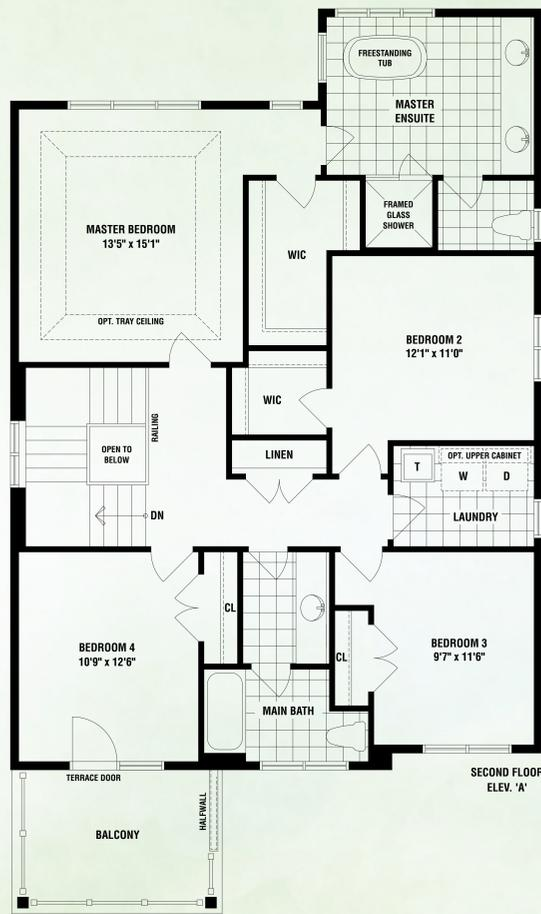 FREESTANDING
TUB
MASTER
ENSUITE
MASTER BEDROOM
13'5" x 15'1"
OPT. TRAY CEILING
WIC
FRAMED
GLASS
SHOWER
BEDROOM 2
12'1" x 11'0"
WIC
RAILING
OPEN TO
BELOW
DN
LINEN
OPT. UPPER CABINET
T
W
D
LAUNDRY
BEDROOM 4
10'9" x 12'6"
CL
BEDROOM 3
9'7" x 11'6"
CL
MAIN BATH
TERRACE DOOR
HALFWALL
BALCONY
SECOND FLOOR
ELEV. 'A'